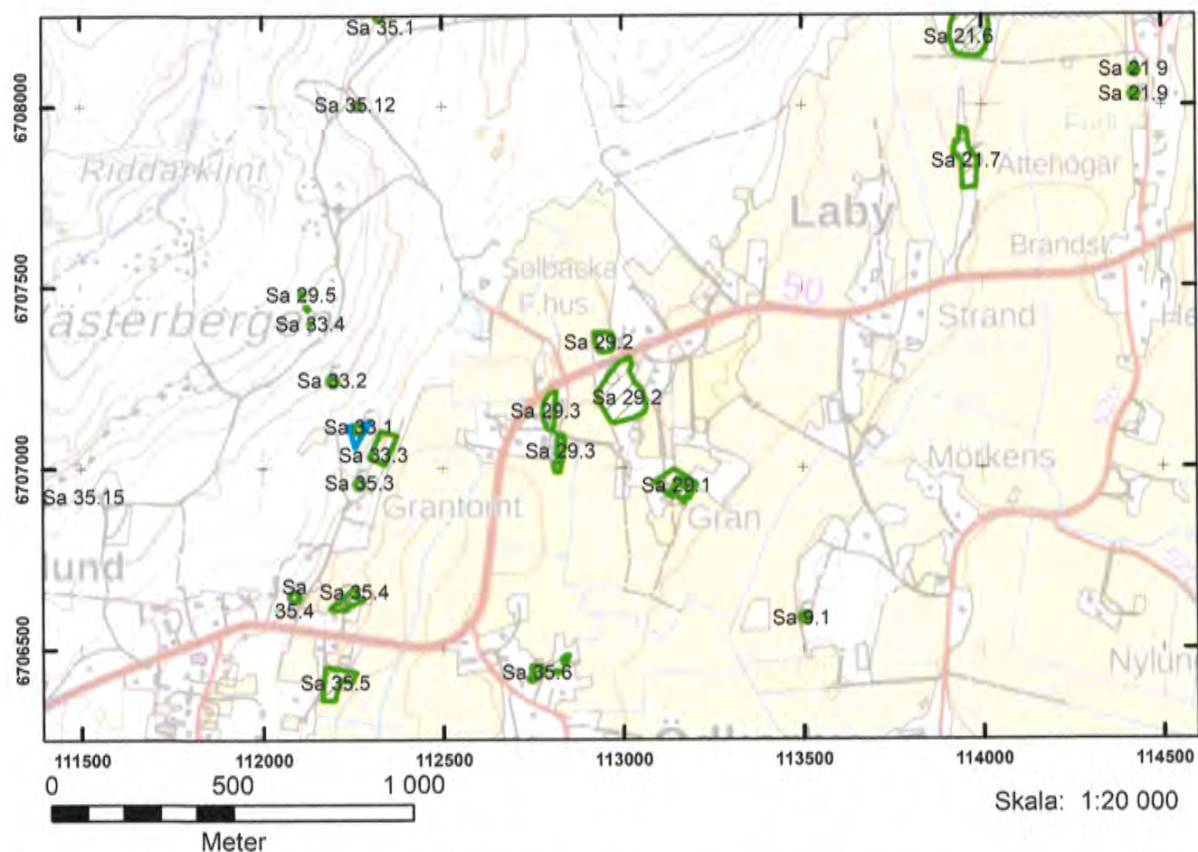 Sa 35.1
Sa 21.6
Sa 21.9
Sa 21.9
6708000
Sa 35.12
Riddarklint
Sa 21.7
Ättehögar
Laby
Brandst.
Solbacka
F.hus
50
Strand
6707500
Sa 29.5
Sa 33.4
ästerberge
Sa 29.2
Sa 33.2
Sa 29.2
Sa 29.3
Sa 33.1
Sa 33.3
Sa 29.3
6707000
Sa 35.3
Sa 29.1
Mörkens
Sa 35.15
Grantomt
Gran
lund
Sa
35.4
Sa 35.4
Sa 9.1
6706500
Sa 35.5
Sa 35.6
Nylund
111500 112000 112500 113000 113500 114000 114500
0 500 1 000
Meter
Skala: 1:20 000